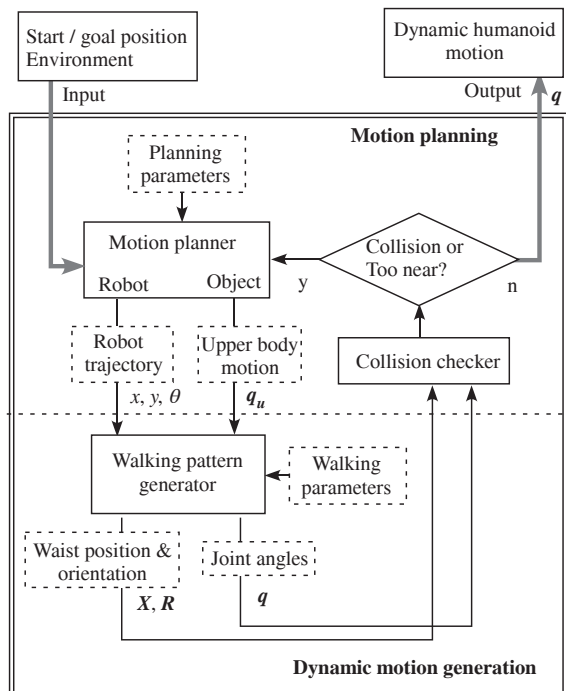 Start / goal position
Environment
Dynamic humanoid
motion
Input
Output
q
Motion planning
Planning
parameters
Motion planner
Robot
Object
Collision or
Too near?
y
n
Robot
trajectory
x, y, θ
Upper body
motion
q_u
Collision checker
Walking pattern
generator
Walking
parameters
Waist position &
orientation
X, R
Joint angles
q
Dynamic motion generation